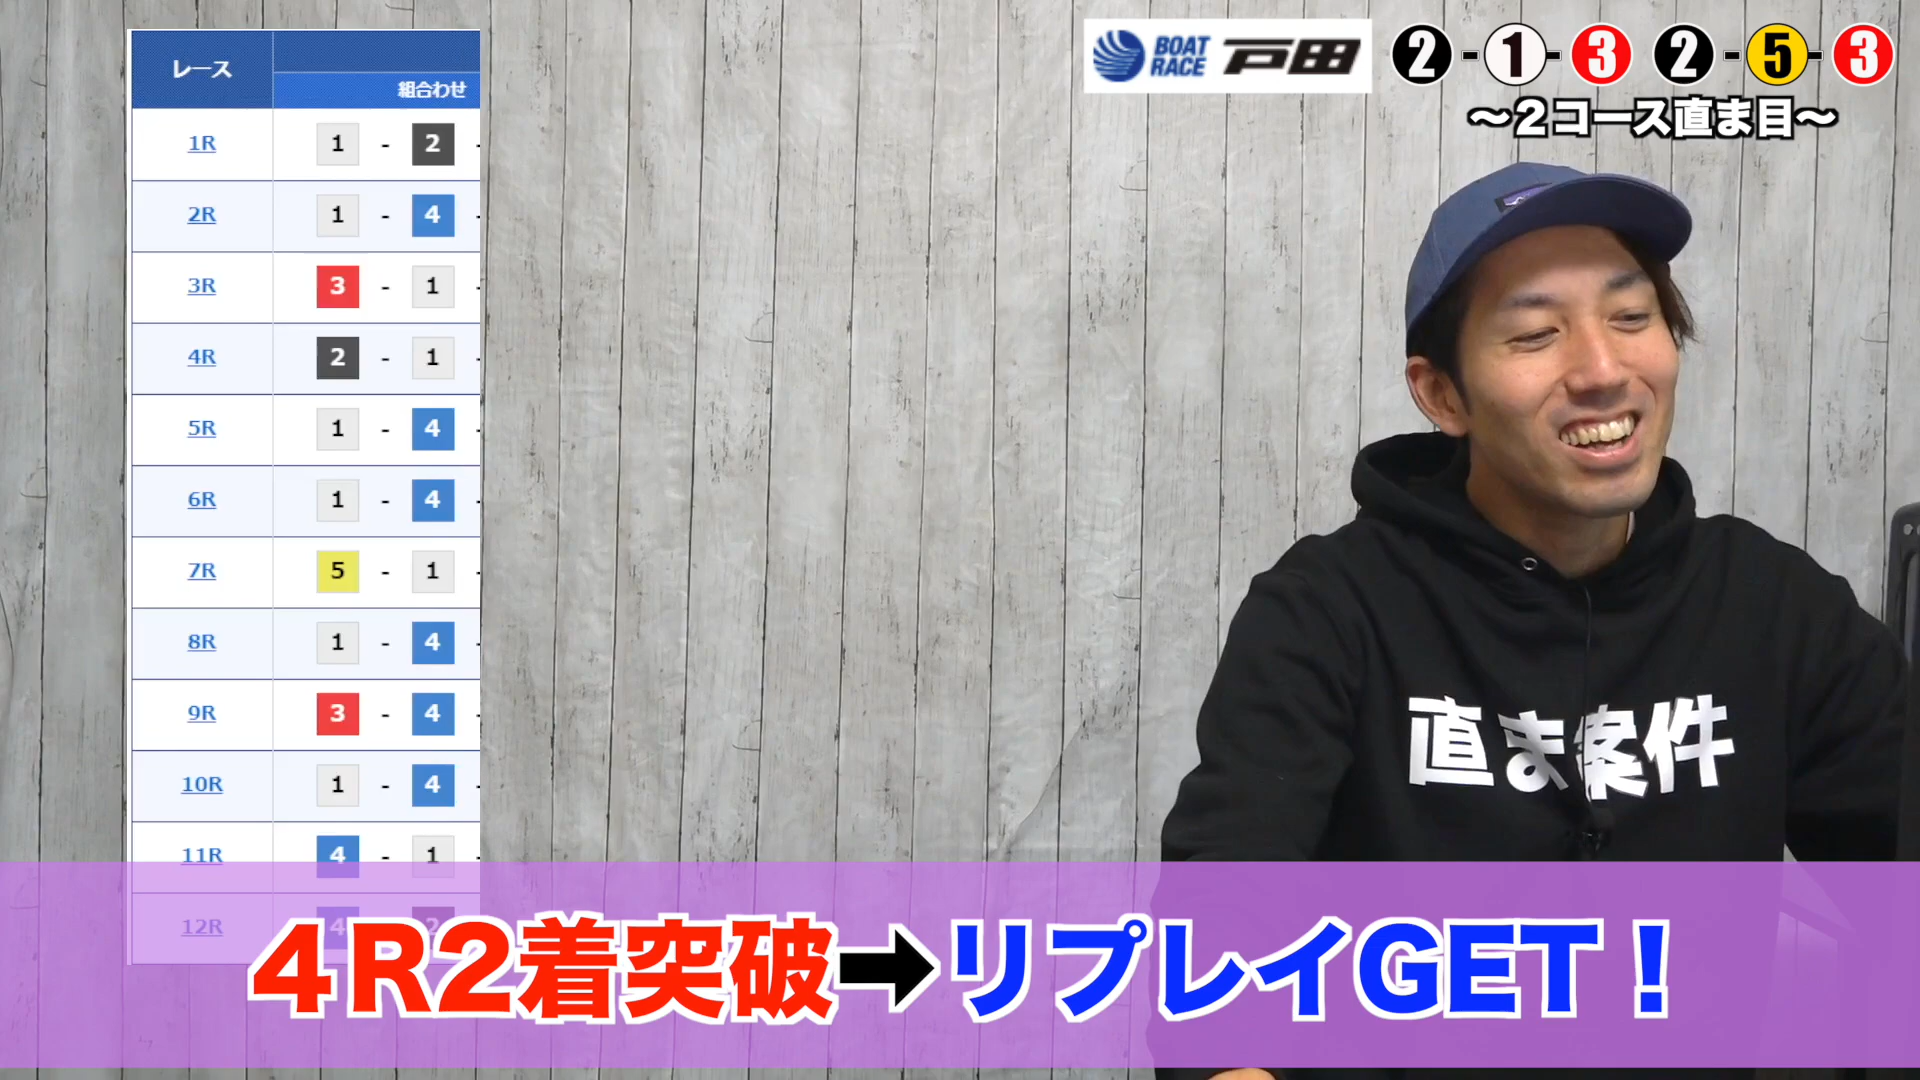 レース
組合わせ
1R 1 - 2 -
2R 1 - 4 -
3R 3 - 1 -
4R 2 - 1 -
5R 1 - 4 -
6R 1 - 4 -
7R 5 - 1 -
8R 1 - 4 -
9R 3 - 4 -
10R 1 - 4 -
11R 4 - 1 -
12R 4 2
BOAT RACE 戸田
2-1-3 2-5-3
～２コース直ま目～
直ま案件
４R2着突破➡リプレイGET！